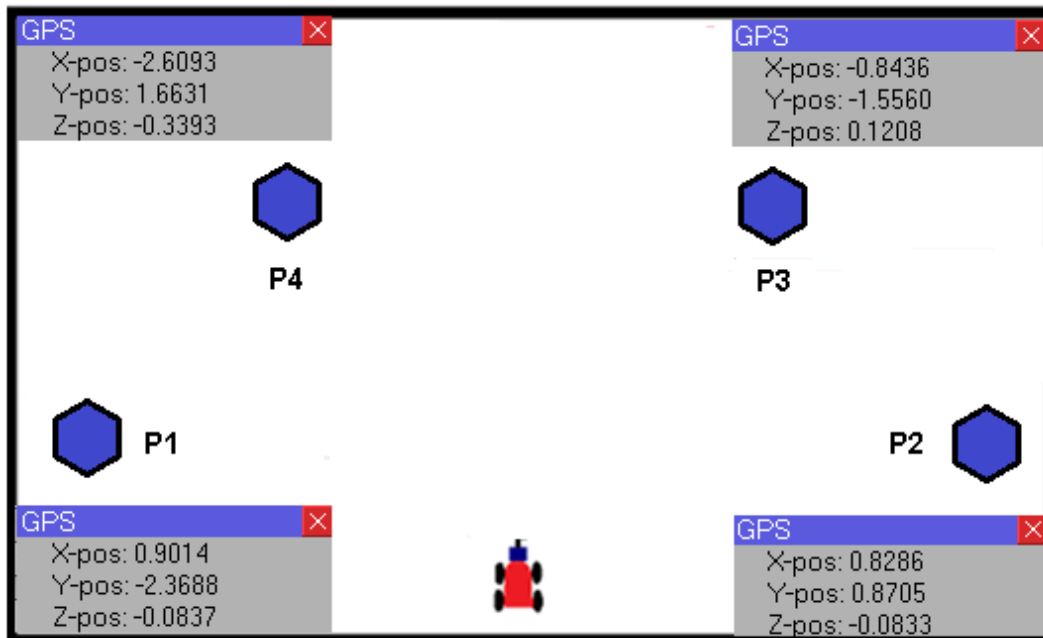 GPS
X-pos: -2.6093
Y-pos: 1.6631
Z-pos: -0.3393
GPS
X-pos: -0.8436
Y-pos: -1.5560
Z-pos: 0.1208
P4
P3
P1
P2
GPS
X-pos: 0.9014
Y-pos: -2.3688
Z-pos: -0.0837
GPS
X-pos: 0.8286
Y-pos: 0.8705
Z-pos: -0.0833